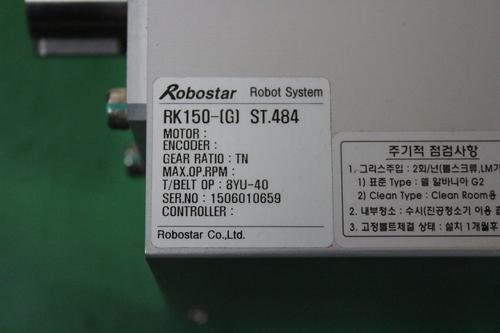 Robostar Robot System
RK150-(G) ST.484
MOTOR :
ENCODER :
GEAR RATIO : TN
MAX.OP.RPM :
T/BELT OP : 8YU-40
SER.NO : 1506010659
CONTROLLER :
Robostar Co.,Ltd.
주기적 점검사항
1. 그리스주입 : 2회/년(볼스크류,LM가
1) 표준 Type : 쉘 알바니아 G2
2) Clean Type : Clean Room용
2. 내부청소 : 수시(진공청소기 이용 흡
3. 고정볼트체결 상태 : 설치 1개월후